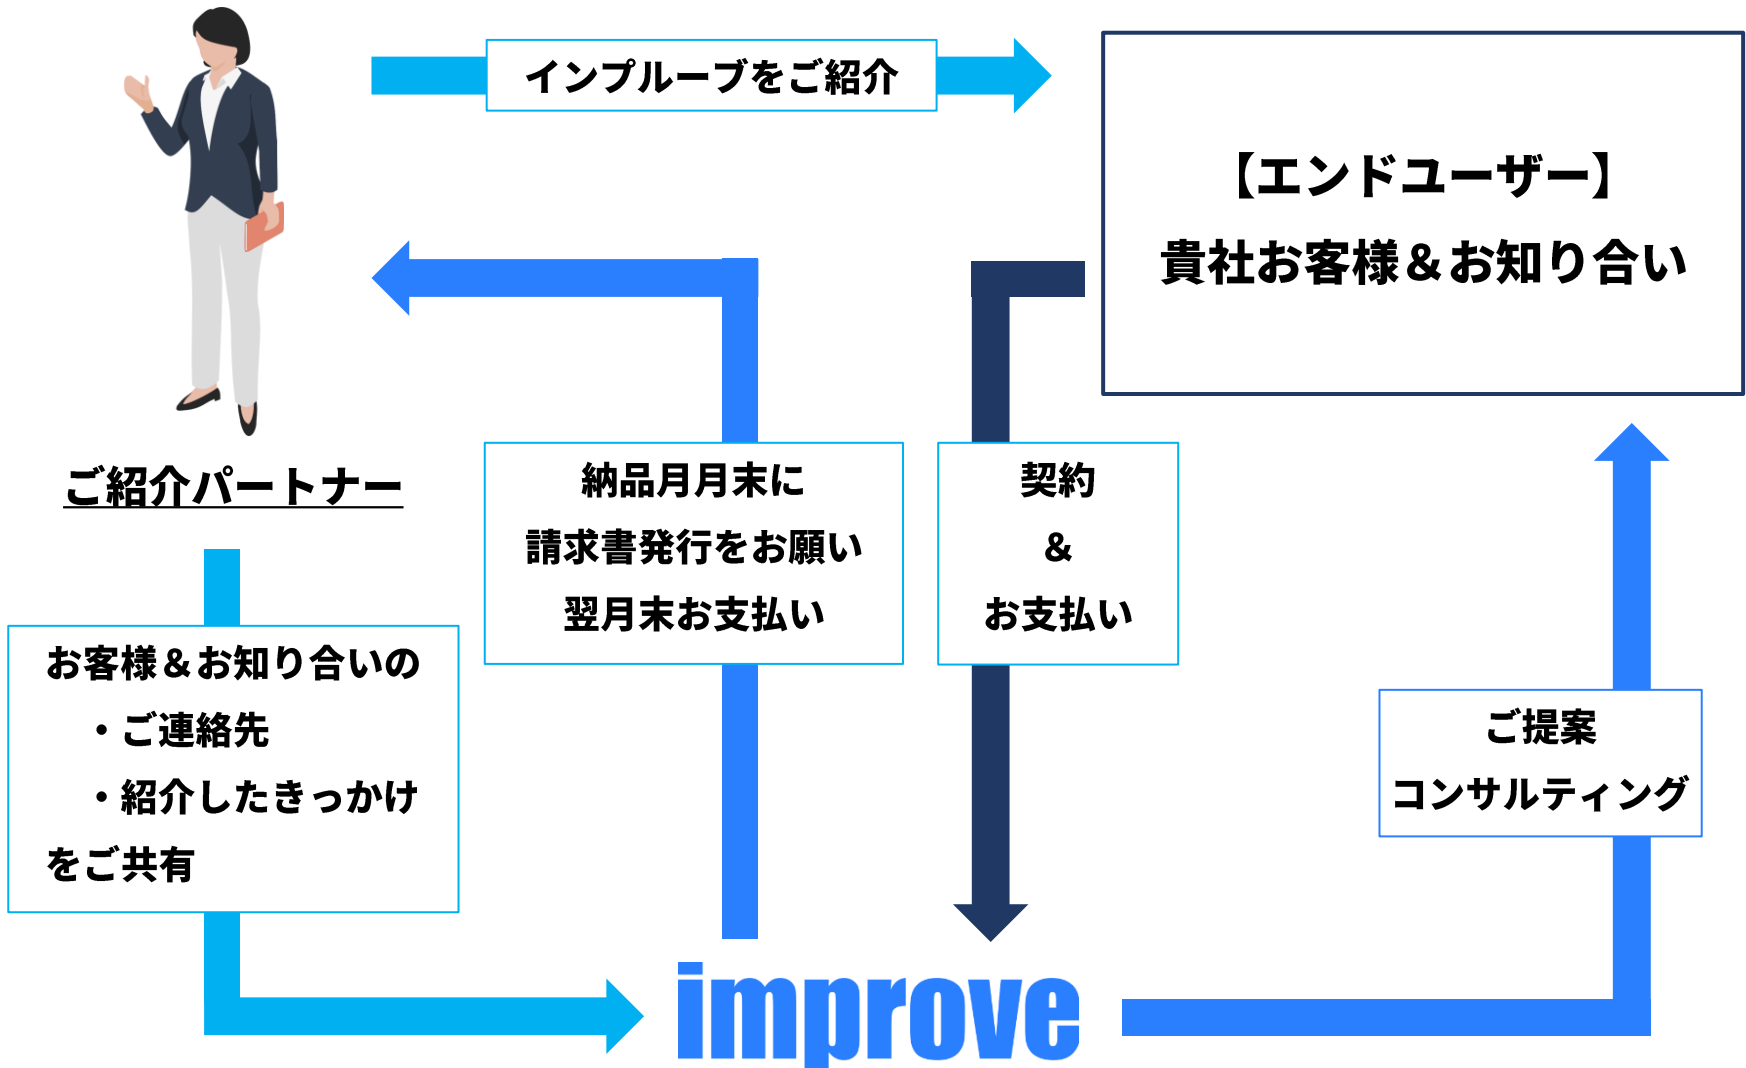 インプルーブをご紹介
【エンドユーザー】
貴社お客様＆お知り合い
ご紹介パートナー
納品月月末に
請求書発行をお願い
翌月末お支払い
契約
＆
お支払い
お客様＆お知り合いの
・ご連絡先
・紹介したきっかけ
をご共有
ご提案
コンサルティング
improve